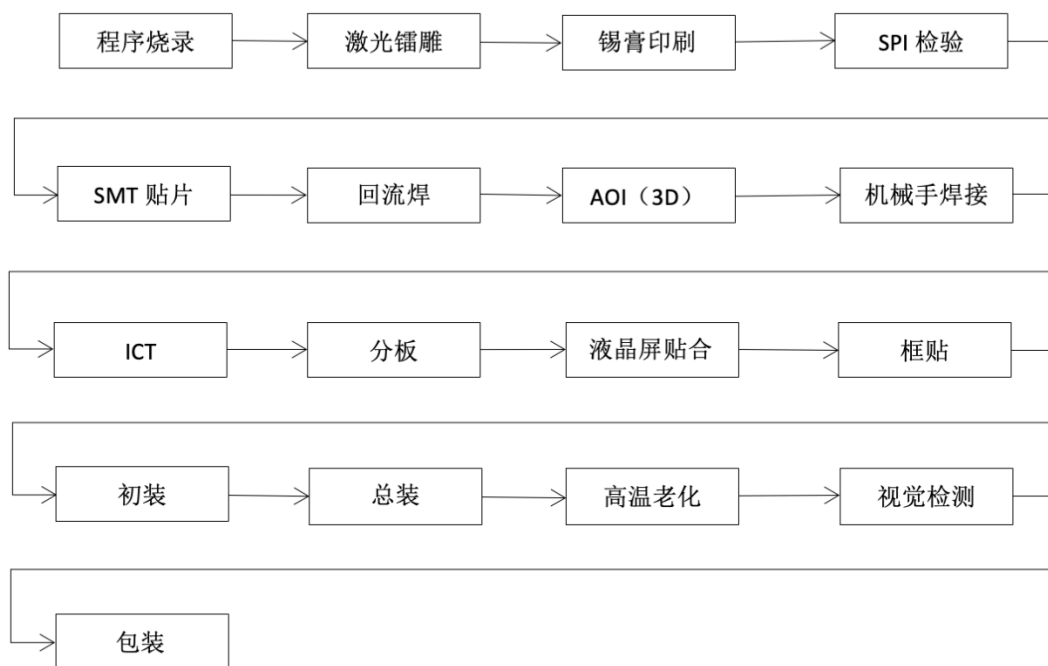 程序烧录 激光镭雕 锡膏印刷 SPI 检验
SMT 贴片 回流焊 AOI（3D） 机械手焊接
ICT 分板 液晶屏贴合 框贴
初装 总装 高温老化 视觉检测
包装